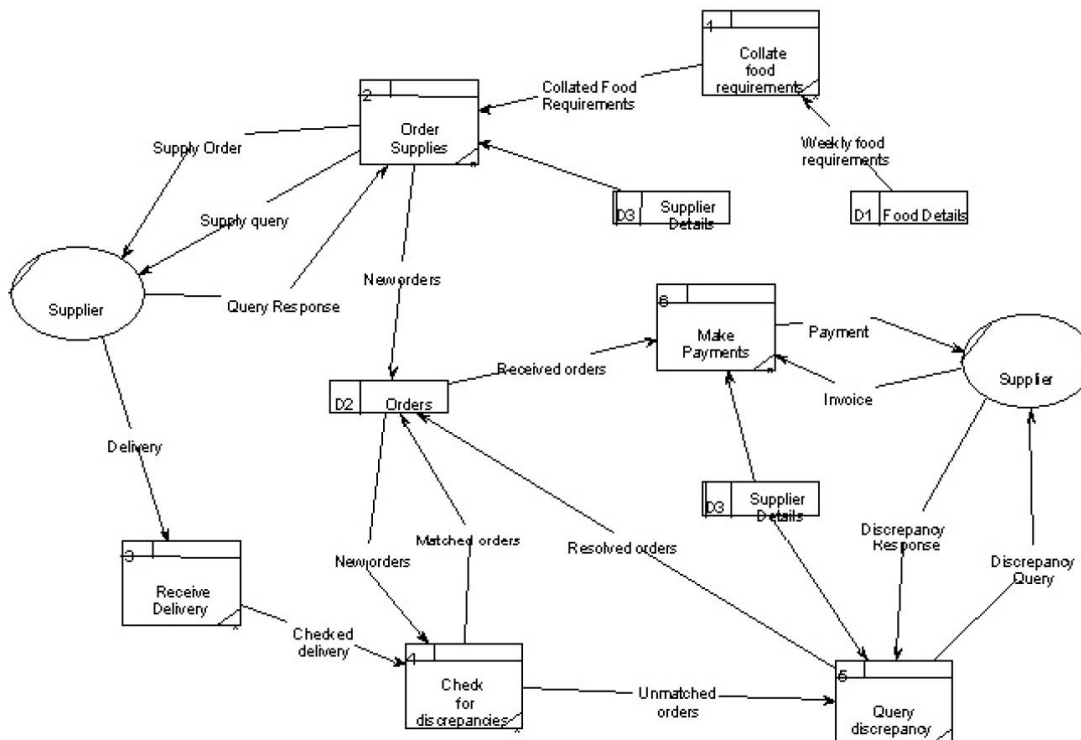 1
Collate
food
requirements
Collated Food
Requirements
2
Order
Supplies
Weekly food
requirements
Supply Order
D3
Supplier
Details
D1
Food Details
Supply query
New orders
Query Response
Supplier
6
Make
Payments
Payment
Received orders
Supplier
Invoice
D2
Orders
Delivery
D3
Supplier
Details
New orders
Matched orders
Resolved orders
Discrepancy
Response
Discrepancy
Query
3
Receive
Delivery
Checked
delivery
4
Check
for
discrepancies
Unmatched
orders
5
Query
discrepancy